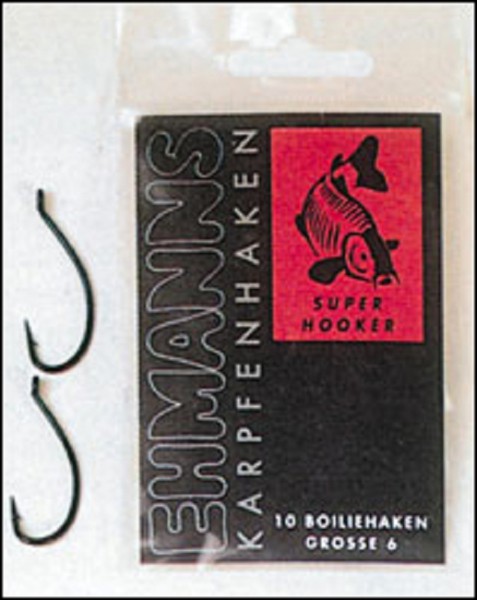 EHMANNS
KARPFENHAKEN
SUPER
HOOKER
10 BOILIEHAKEN
GROSSE 6